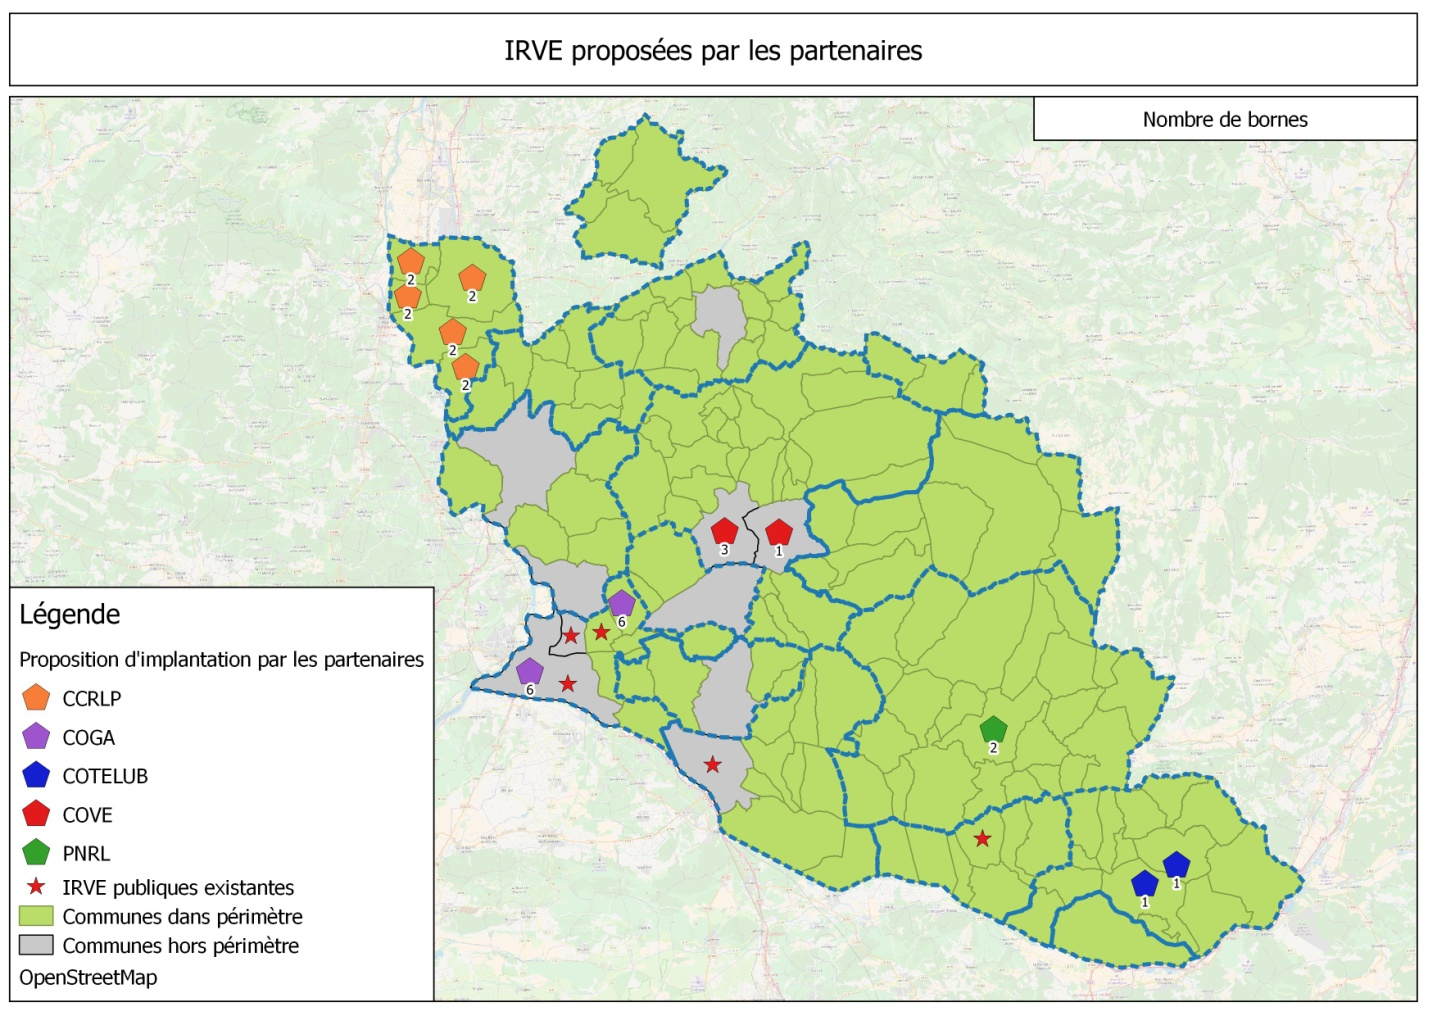 IRVE proposées par les partenaires
Nombre de bornes
2
2
2
2
2
3
1
6
6
2
1
1
Légende
Proposition d'implantation par les partenaires
CCRLP
COGA
COTELUB
COVE
PNRL
IRVE publiques existantes
Communes dans périmètre
Communes hors périmètre
OpenStreetMap